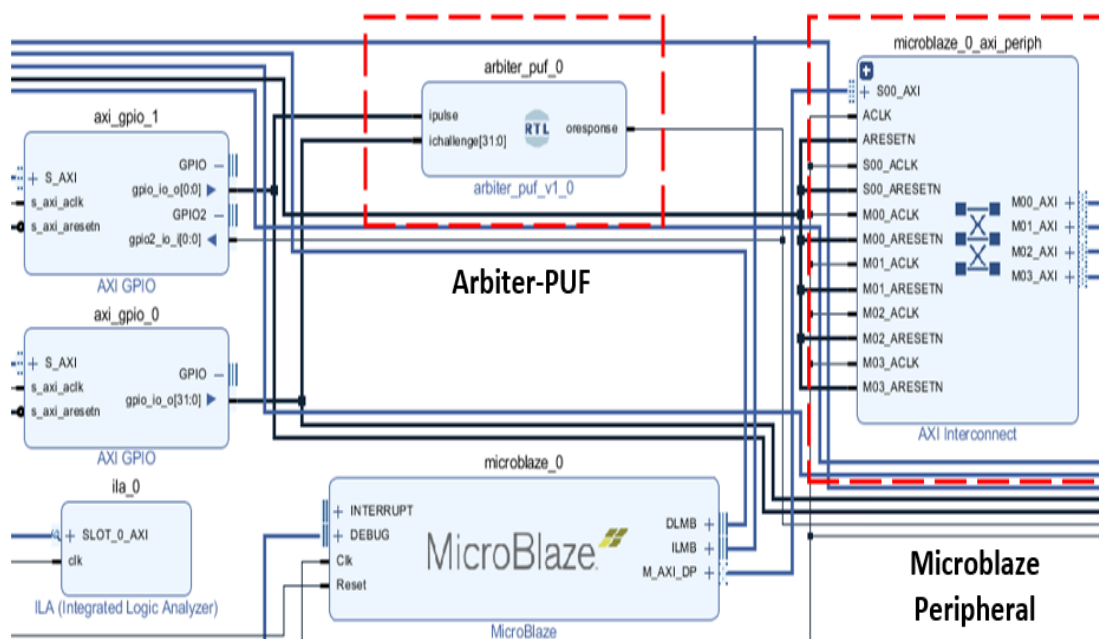 axi_gpio_1
S_AXI
s_axi_aclk
s_axi_aresetn
GPIO
gpio_io_o[0:0]
GPIO2
gpio2_io_i[0:0]
AXI GPIO
axi_gpio_0
S_AXI
s_axi_aclk
s_axi_aresetn
GPIO
gpio_io_o[31:0]
AXI GPIO
ila_0
SLOT_0_AXI
clk
ILA (Integrated Logic Analyzer)
arbiter_puf_0
ipulse
ichallenge[31:0]
RTL
oresponse
arbiter_puf_v1_0
Arbiter-PUF
microblaze_0
INTERRUPT
DEBUG
Clk
Reset
MicroBlaze
DLMB
ILMB
M_AXI_DP
MicroBlaze
microblaze_0_axi_periph
S00_AXI
ACLK
ARESETN
S00_ACLK
S00_ARESETN
M00_ACLK
M00_ARESETN
M01_ACLK
M01_ARESETN
M02_ACLK
M02_ARESETN
M03_ACLK
M03_ARESETN
M00_AXI
M01_AXI
M02_AXI
M03_AXI
AXI Interconnect
Microblaze
Peripheral